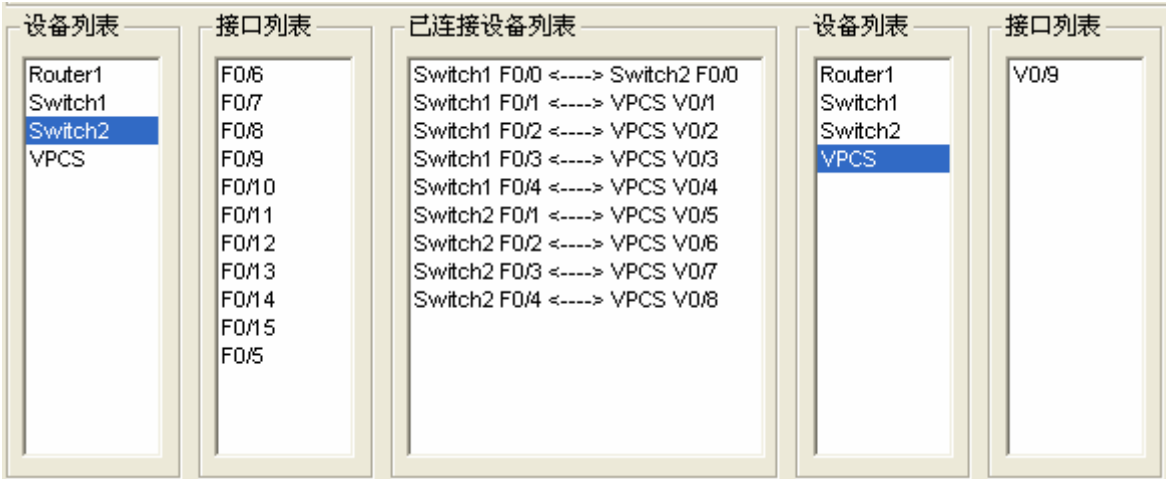 设备列表
Router1
Switch1
Switch2
VPCS
接口列表
F0/6
F0/7
F0/8
F0/9
F0/10
F0/11
F0/12
F0/13
F0/14
F0/15
F0/5
已连接设备列表
Switch1 F0/0 <----> Switch2 F0/0
Switch1 F0/1 <----> VPCS V0/1
Switch1 F0/2 <----> VPCS V0/2
Switch1 F0/3 <----> VPCS V0/3
Switch1 F0/4 <----> VPCS V0/4
Switch2 F0/1 <----> VPCS V0/5
Switch2 F0/2 <----> VPCS V0/6
Switch2 F0/3 <----> VPCS V0/7
Switch2 F0/4 <----> VPCS V0/8
设备列表
Router1
Switch1
Switch2
VPCS
接口列表
V0/9